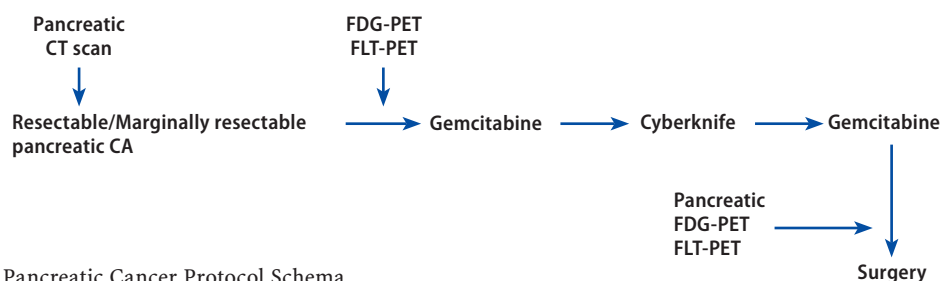 Pancreatic
CT scan
FDG-PET
FLT-PET
Resectable/Marginally resectable
pancreatic CA
Gemcitabine
Cyberknife
Gemcitabine
Pancreatic
FDG-PET
FLT-PET
Surgery
Pancreatic Cancer Protocol Schema